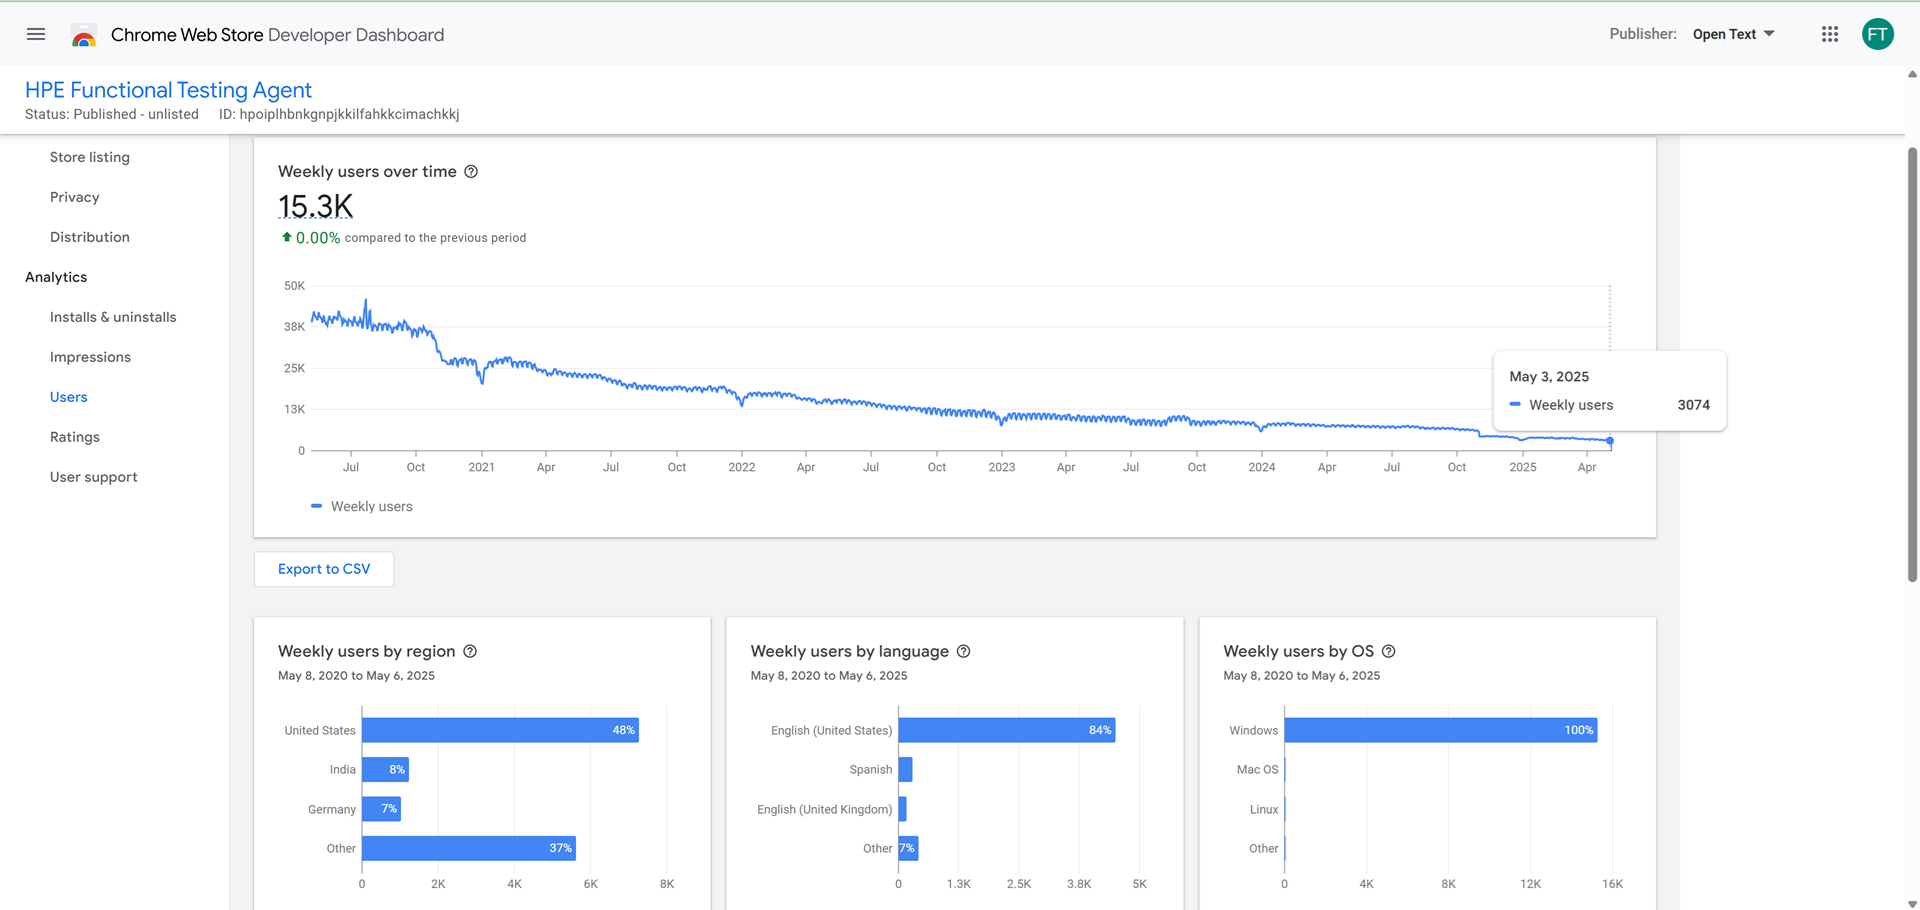 Chrome Web Store Developer Dashboard
Publisher: Open Text
FT
HPE Functional Testing Agent
Status: Published - unlisted ID: hpoiplhbnkgnpjkkilfahkkcimachkkj
Store listing
Privacy
Distribution
Analytics
Installs & uninstalls
Impressions
Users
Ratings
User support
Weekly users over time
15.3K
0.00% compared to the previous period
50K
38K
25K
13K
0
Jul Oct 2021 Apr Jul Oct 2022 Apr Jul Oct 2023 Apr Jul Oct 2024 Apr Jul Oct 2025 Apr
May 3, 2025
Weekly users 3074
Weekly users
Export to CSV
Weekly users by region
May 8, 2020 to May 6, 2025
United States 48%
India 8%
Germany 7%
Other 37%
0 2K 4K 6K 8K
Weekly users by language
May 8, 2020 to May 6, 2025
English (United States) 84%
Spanish
English (United Kingdom)
Other 7%
0 1.3K 2.5K 3.8K 5K
Weekly users by OS
May 8, 2020 to May 6, 2025
Windows 100%
Mac OS
Linux
Other
0 4K 8K 12K 16K